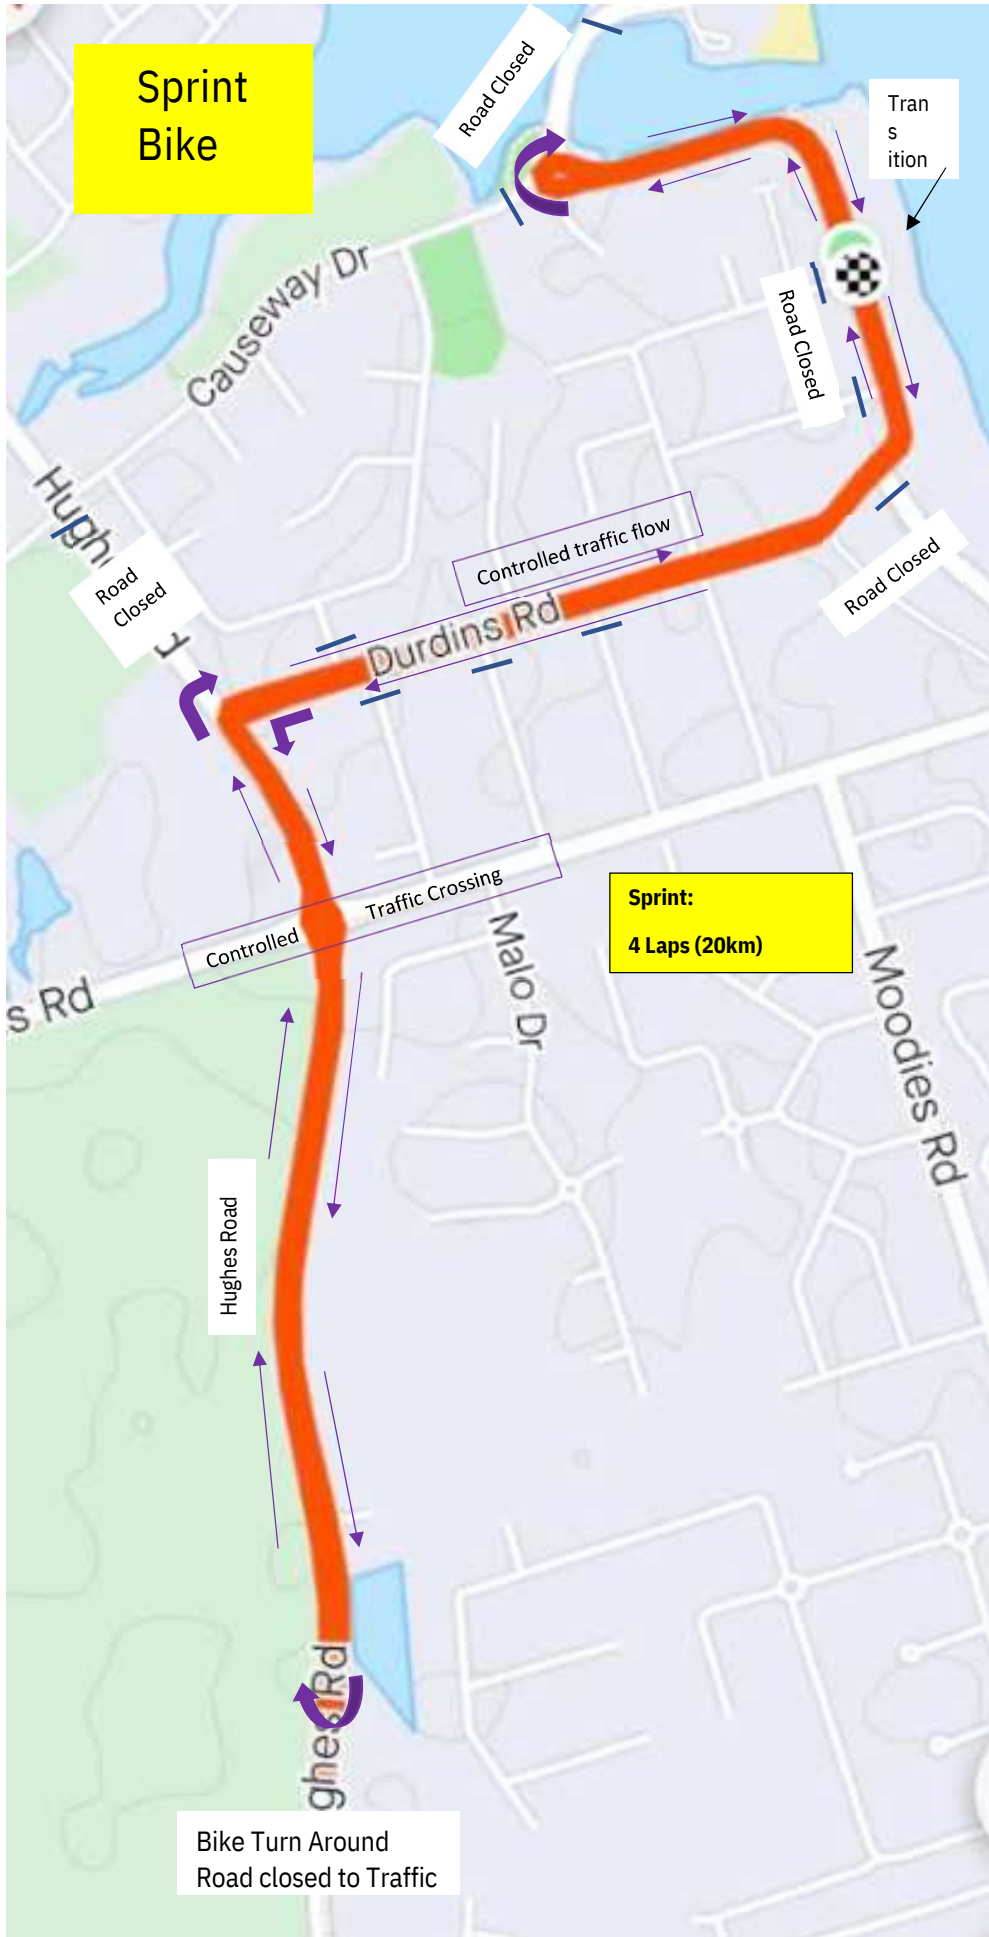 Sprint
Bike
Road Closed
Tran
s
ition
Causeway Dr
Road Closed
Controlled traffic flow
Road Closed
Road
Closed
Durdins Rd
Controlled
Traffic Crossing
Sprint:
4 Laps (20km)
s Rd
Malo Dr
Moodies Rd
Hughes Road
ghes Rd
Bike Turn Around
Road closed to Traffic